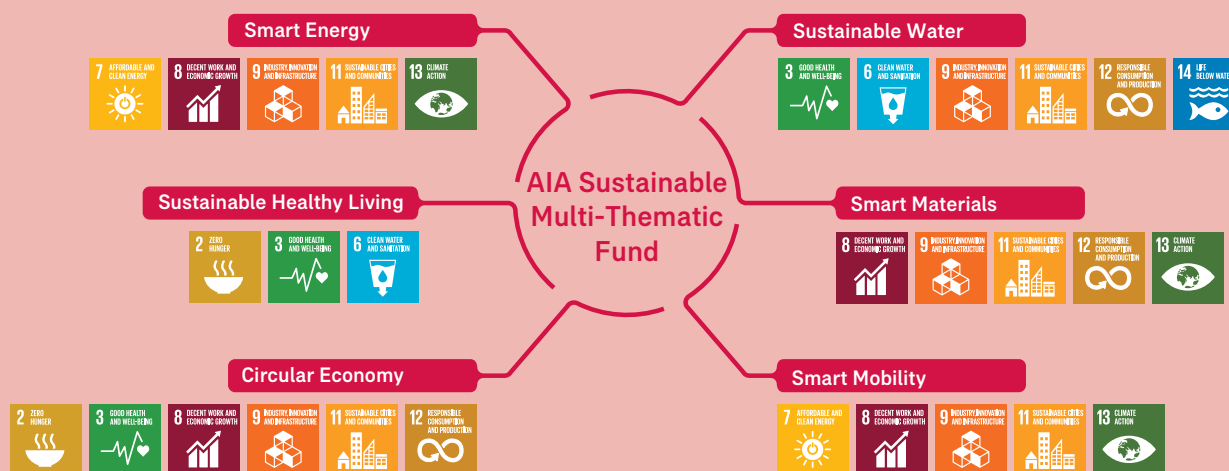 Smart Energy
7 AFFORDABLE AND
CLEAN ENERGY
8 DECENT WORK AND
ECONOMIC GROWTH
9 INDUSTRY, INNOVATION
AND INFRASTRUCTURE
11 SUSTAINABLE CITIES
AND COMMUNITIES
13 CLIMATE
ACTION
Sustainable Water
3 GOOD HEALTH
AND WELL-BEING
6 CLEAN WATER
AND SANITATION
9 INDUSTRY, INNOVATION
AND INFRASTRUCTURE
11 SUSTAINABLE CITIES
AND COMMUNITIES
12 RESPONSIBLE
CONSUMPTION
AND PRODUCTION
14 LIFE
BELOW WATER
AIA Sustainable
Multi-Thematic
Fund
Sustainable Healthy Living
2 ZERO
HUNGER
3 GOOD HEALTH
AND WELL-BEING
6 CLEAN WATER
AND SANITATION
Smart Materials
8 DECENT WORK AND
ECONOMIC GROWTH
9 INDUSTRY, INNOVATION
AND INFRASTRUCTURE
11 SUSTAINABLE CITIES
AND COMMUNITIES
12 RESPONSIBLE
CONSUMPTION
AND PRODUCTION
13 CLIMATE
ACTION
Circular Economy
2 ZERO
HUNGER
3 GOOD HEALTH
AND WELL-BEING
8 DECENT WORK AND
ECONOMIC GROWTH
9 INDUSTRY, INNOVATION
AND INFRASTRUCTURE
11 SUSTAINABLE CITIES
AND COMMUNITIES
12 RESPONSIBLE
CONSUMPTION
AND PRODUCTION
Smart Mobility
7 AFFORDABLE AND
CLEAN ENERGY
8 DECENT WORK AND
ECONOMIC GROWTH
9 INDUSTRY, INNOVATION
AND INFRASTRUCTURE
11 SUSTAINABLE CITIES
AND COMMUNITIES
13 CLIMATE
ACTION